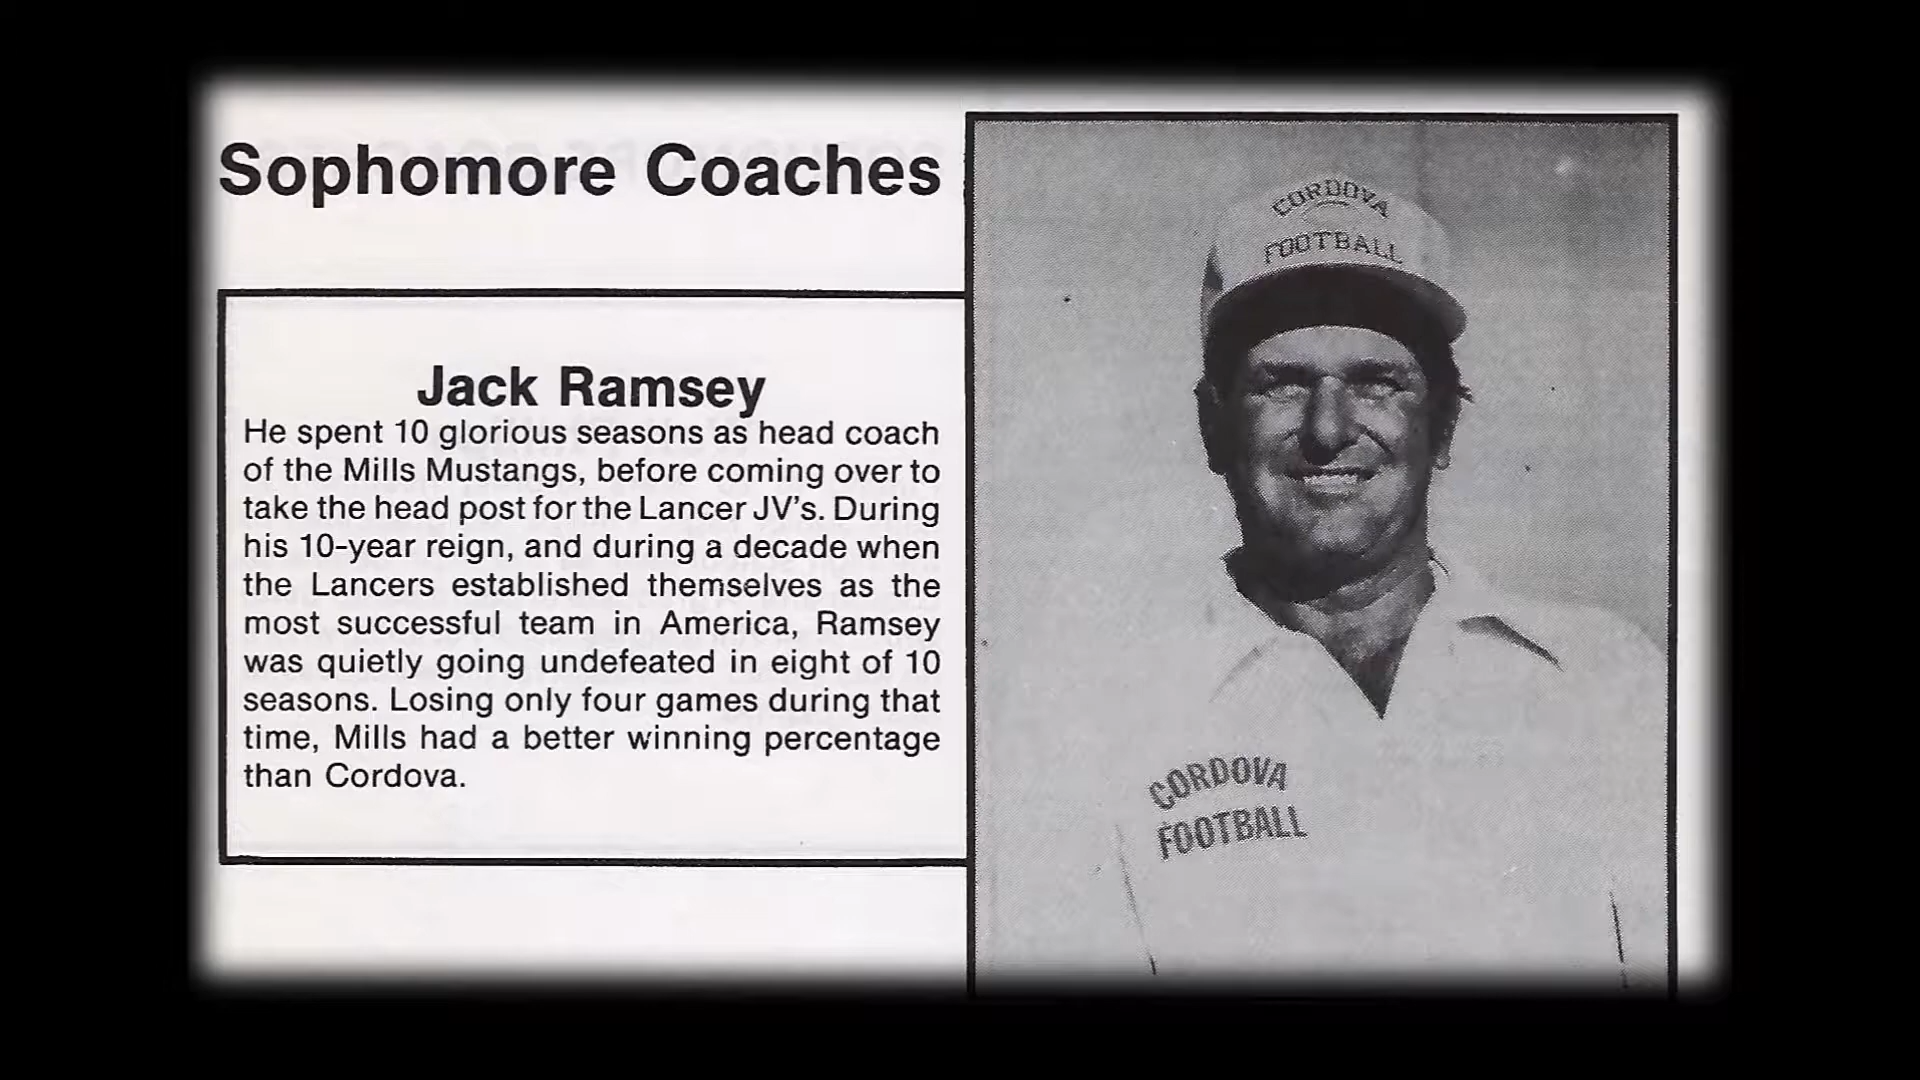 Sophomore Coaches
Jack Ramsey
He spent 10 glorious seasons as head coach
of the Mills Mustangs, before coming over to
take the head post for the Lancer JV's. During
his 10-year reign, and during a decade when
the Lancers established themselves as the
most successful team in America, Ramsey
was quietly going undefeated in eight of 10
seasons. Losing only four games during that
time, Mills had a better winning percentage
than Cordova.
CORDOVA
FOOTBALL
CORDOVA
FOOTBALL